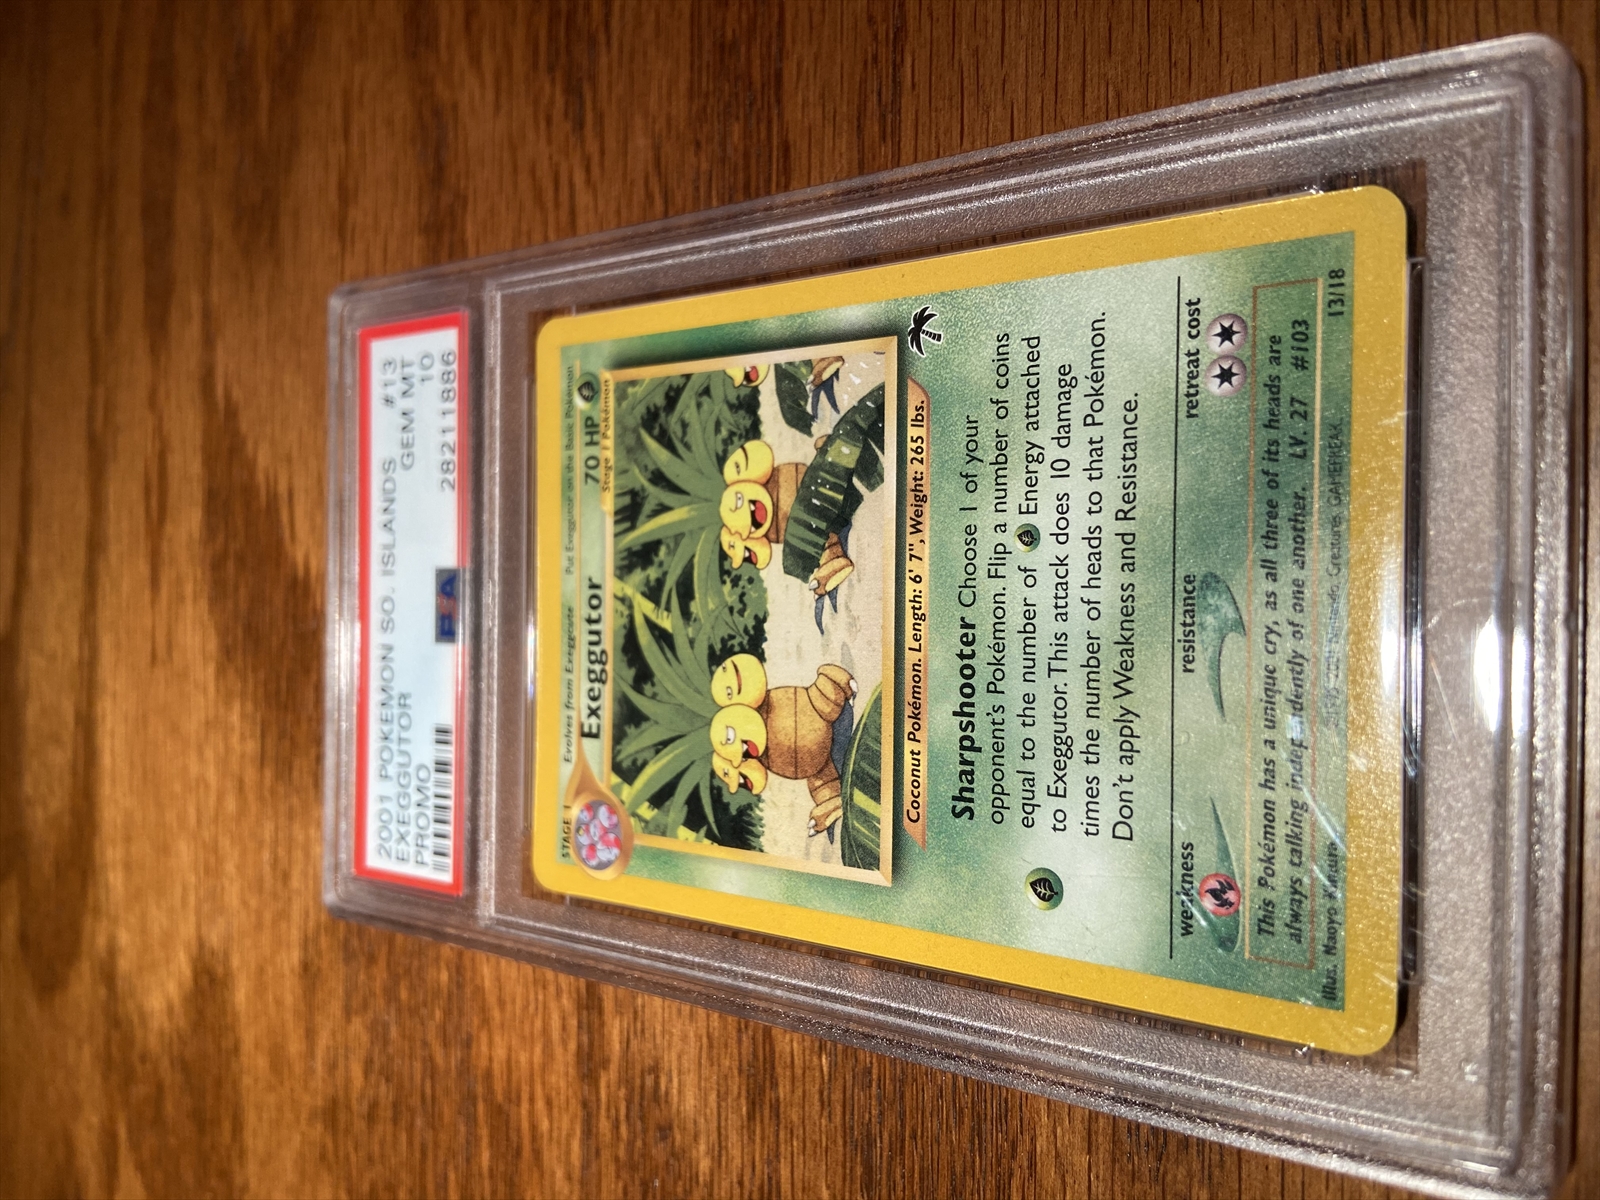 2001 POKEMON SO. ISLANDS #13
EXEGGUTOR GEM MT
PROMO 10
PSA 28211886
STAGE 1 Evolves from Exeggcute Put Exeggutor on the Basic Pokémon
Exeggutor 70 HP
Stage 1 Pokémon
Coconut Pokémon. Length: 6' 7", Weight: 265 lbs.
Sharpshooter Choose 1 of your
opponent's Pokémon. Flip a number of coins
equal to the number of Energy attached
to Exeggutor. This attack does 10 damage
times the number of heads to that Pokémon.
Don't apply Weakness and Resistance.
weakness resistance retreat cost
This Pokémon has a unique cry, as all three of its heads are
always talking independently of one another. LV. 27 #103
Illus. Naoyo Kimura Nintendo, Creatures, GAMEFREAK. 13/18